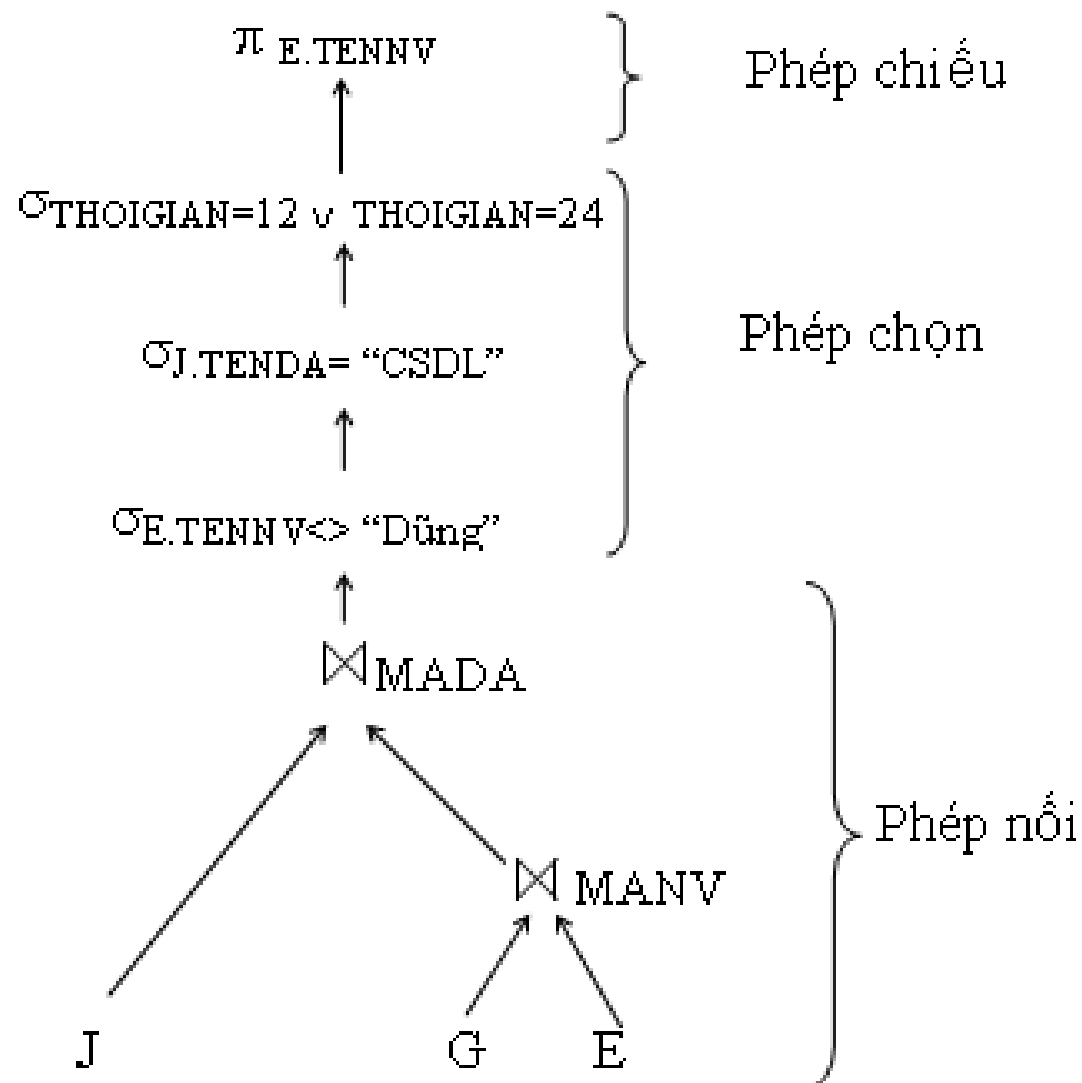 π E.TENNV
Phép chiếu
σTHOIGIAN=12 ∨ THOIGIAN=24
Phép chọn
σJ.TENDA= “CSDL”
σE.TENNV<> “Dũng”
⋈ MADA
Phép nối
⋈ MANV
J G E